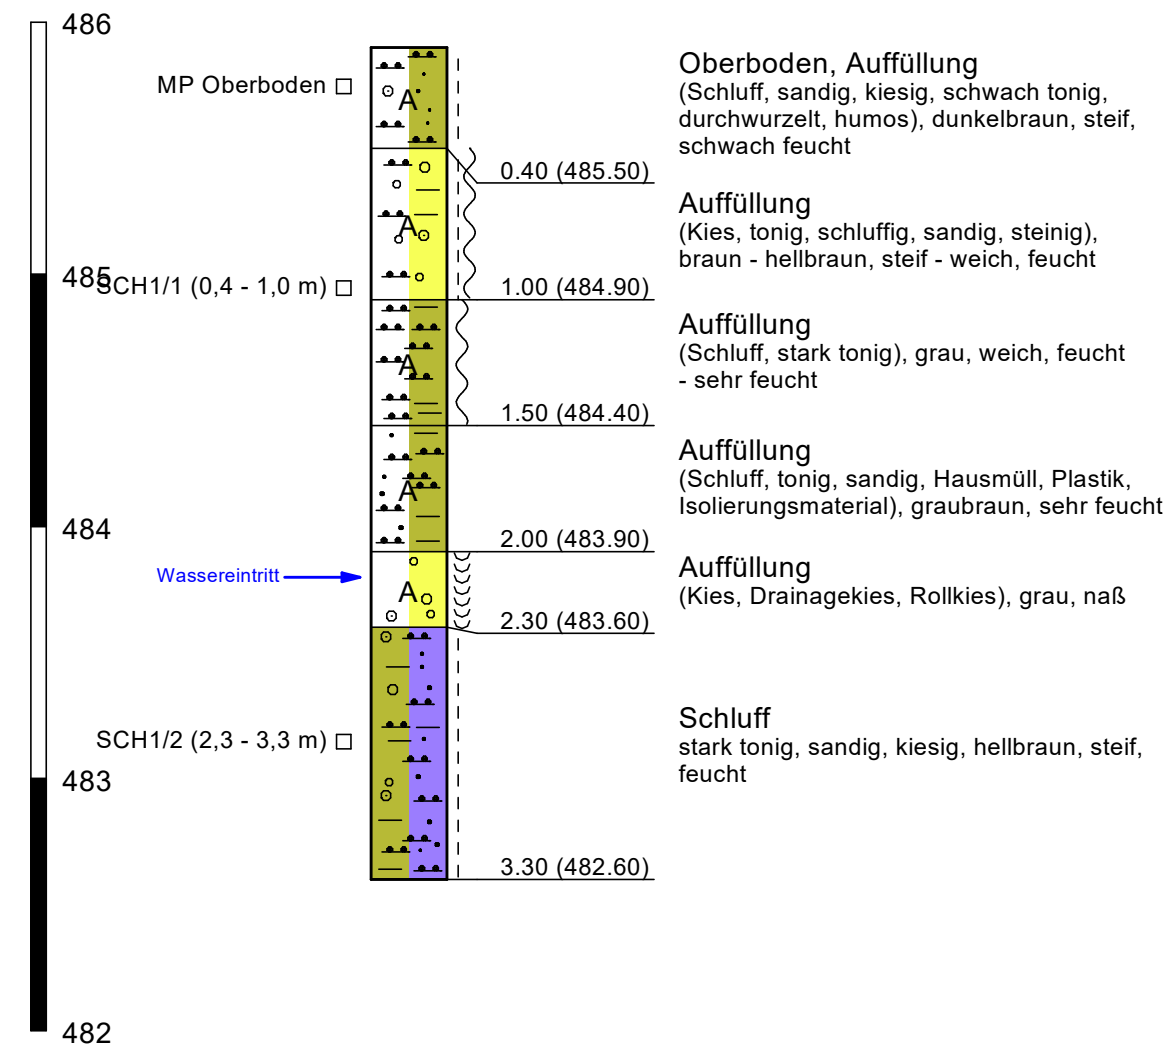 486
Oberboden, Auffüllung
MP Oberboden
(Schluff, sandig, kiesig, schwach tonig,
A
durchwurzelt, humos), dunkelbraun, steif,
schwach feucht
0.40 (485.50)
Auffüllung
A
(Kies, tonig, schluffig, sandig, steinig),
braun - hellbraun, steif - weich, feucht
485
SCH1/1 (0,4 - 1,0 m)
1.00 (484.90)
Auffüllung
(Schluff, stark tonig), grau, weich, feucht
A
- sehr feucht
1.50 (484.40)
Auffüllung
(Schluff, tonig, sandig, Hausmüll, Plastik,
A
Isolierungsmaterial), graubraun, sehr feucht
484
2.00 (483.90)
Auffüllung
Wassereintritt
A
(Kies, Drainagekies, Rollkies), grau, naß
2.30 (483.60)
Schluff
SCH1/2 (2,3 - 3,3 m)
stark tonig, sandig, kiesig, hellbraun, steif,
feucht
483
3.30 (482.60)
482